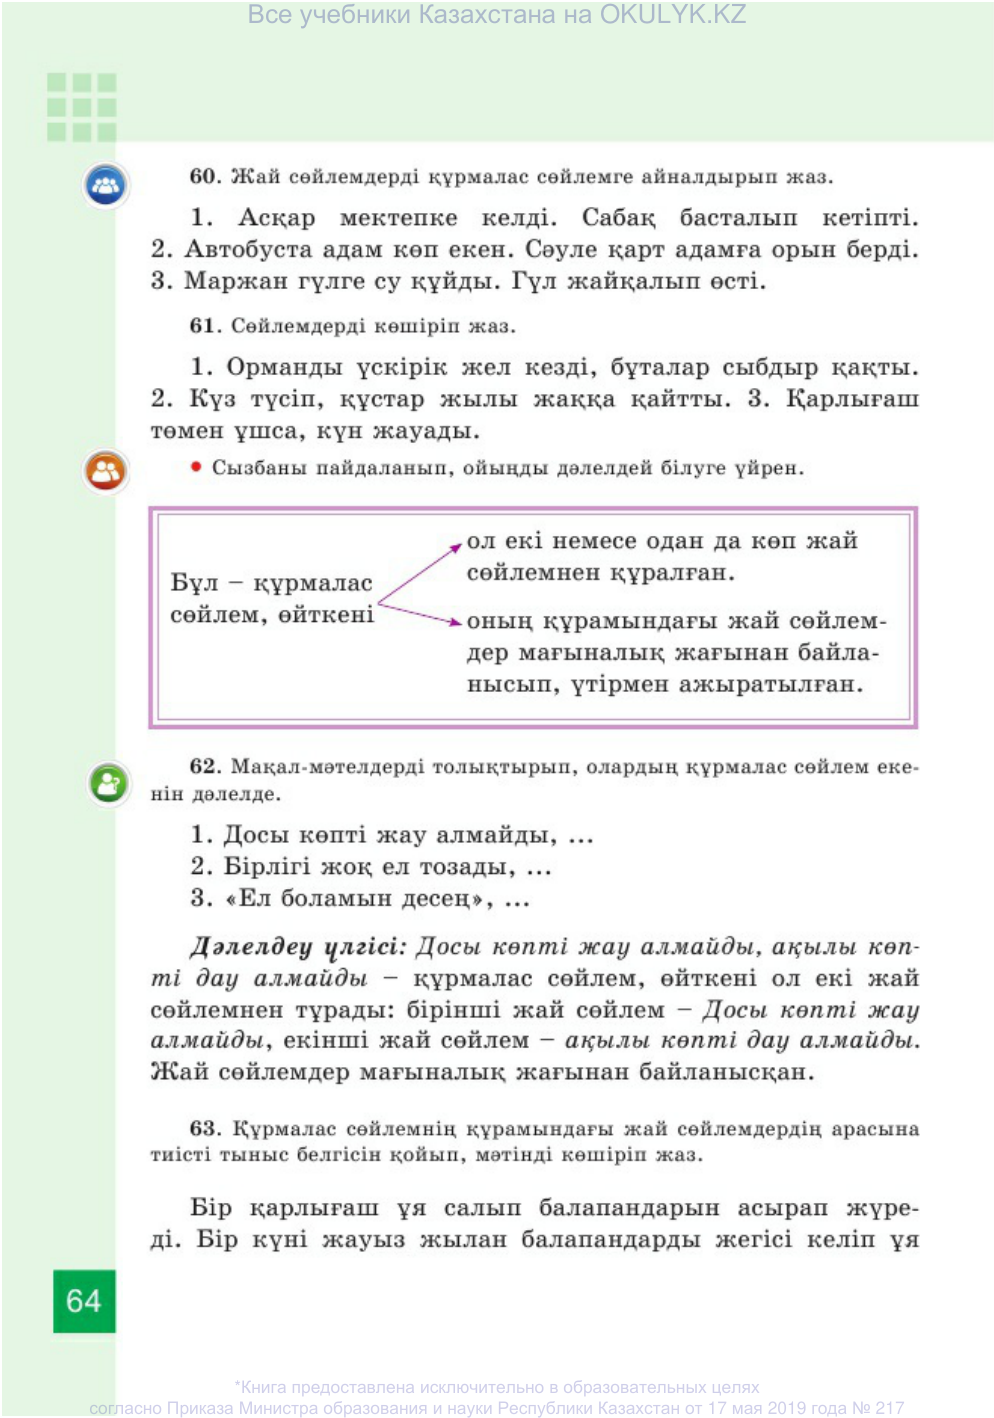 Все учебники Казахстана на OKULYK.KZ
60. Жай сөйлемдерді құрмалас сөйлемге айналдырып жаз.
1. Асқар мектепке келді. Сабақ басталып кетіпті.
2. Автобуста адам көп екен. Сәуле қарт адамға орын берді.
3. Маржан гүлге су құйды. Гүл жайқалып өсті.
61. Сөйлемдерді көшіріп жаз.
1. Орманды үскірік жел кезді, бұталар сыбдыр қақты.
2. Күз түсіп, құстар жылы жаққа қайтты. 3. Қарлығаш
төмен ұшса, күн жауады.
• Сызбаны пайдаланып, ойыңды дәлелдей білуге үйрен.
Бұл – құрмалас
сөйлем, өйткені
ол екі немесе одан да көп жай
сөйлемнен құралған.
оның құрамындағы жай сөйлем-
дер мағыналық жағынан байла-
нысып, үтірмен ажыратылған.
62. Мақал-мәтелдерді толықтырып, олардың құрмалас сөйлем еке-
нін дәлелде.
1. Досы көпті жау алмайды, ...
2. Бірлігі жоқ ел тозады, ...
3. «Ел боламын десең», ...
Дәлелдеу үлгісі: Досы көпті жау алмайды, ақылы көп-
ті дау алмайды – құрмалас сөйлем, өйткені ол екі жай
сөйлемнен тұрады: бірінші жай сөйлем – Досы көпті жау
алмайды, екінші жай сөйлем – ақылы көпті дау алмайды.
Жай сөйлемдер мағыналық жағынан байланысқан.
63. Құрмалас сөйлемнің құрамындағы жай сөйлемдердің арасына
тиісті тыныс белгісін қойып, мәтінді көшіріп жаз.
Бір қарлығаш ұя салып балапандарын асырап жүре-
ді. Бір күні жауыз жылан балапандарды жегісі келіп ұя
64
*Книга предоставлена исключительно в образовательных целях
согласно Приказа Министра образования и науки Республики Казахстан от 17 мая 2019 года № 217